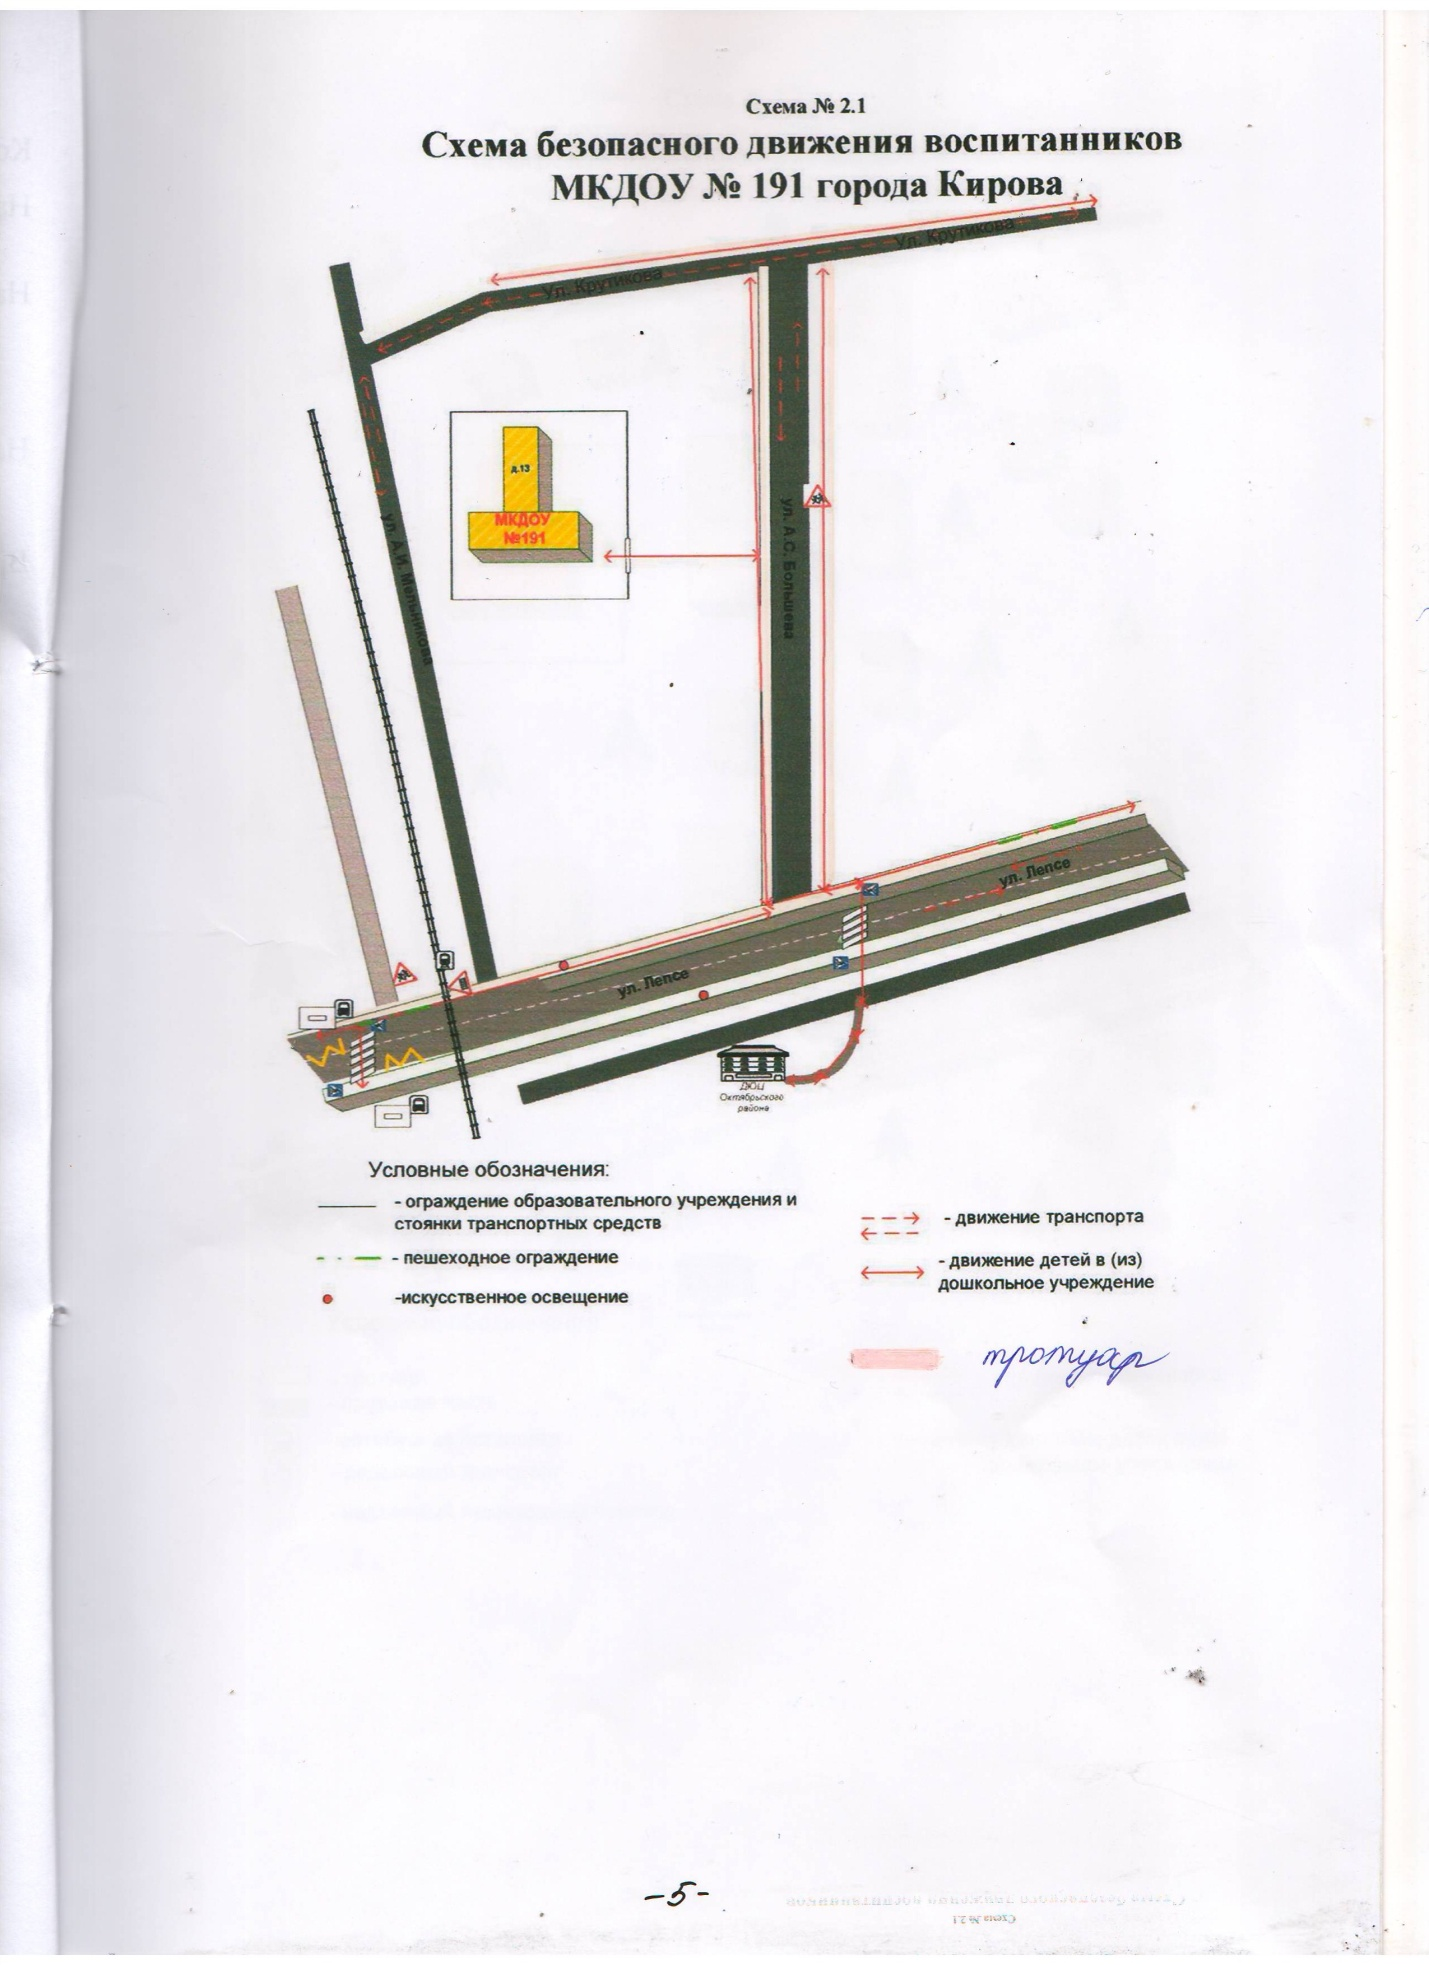 Схема № 2.1
Схема безопасного движения воспитанников
МКДОУ № 191 города Кирова
Ул. Крутикова
Ул. Крутикова
д.13
МКДОУ
№191
ул. А.И. Мельникова
ул. А.С. Большева
ул. Лепсе
ул. Лепсе
ДЮЦ
Октябрьского
района
Условные обозначения:
- ограждение образовательного учреждения и
стоянки транспортных средств
- пешеходное ограждение
-искусственное освещение
- движение транспорта
- движение детей в (из)
дошкольное учреждение
тротуар
-5-